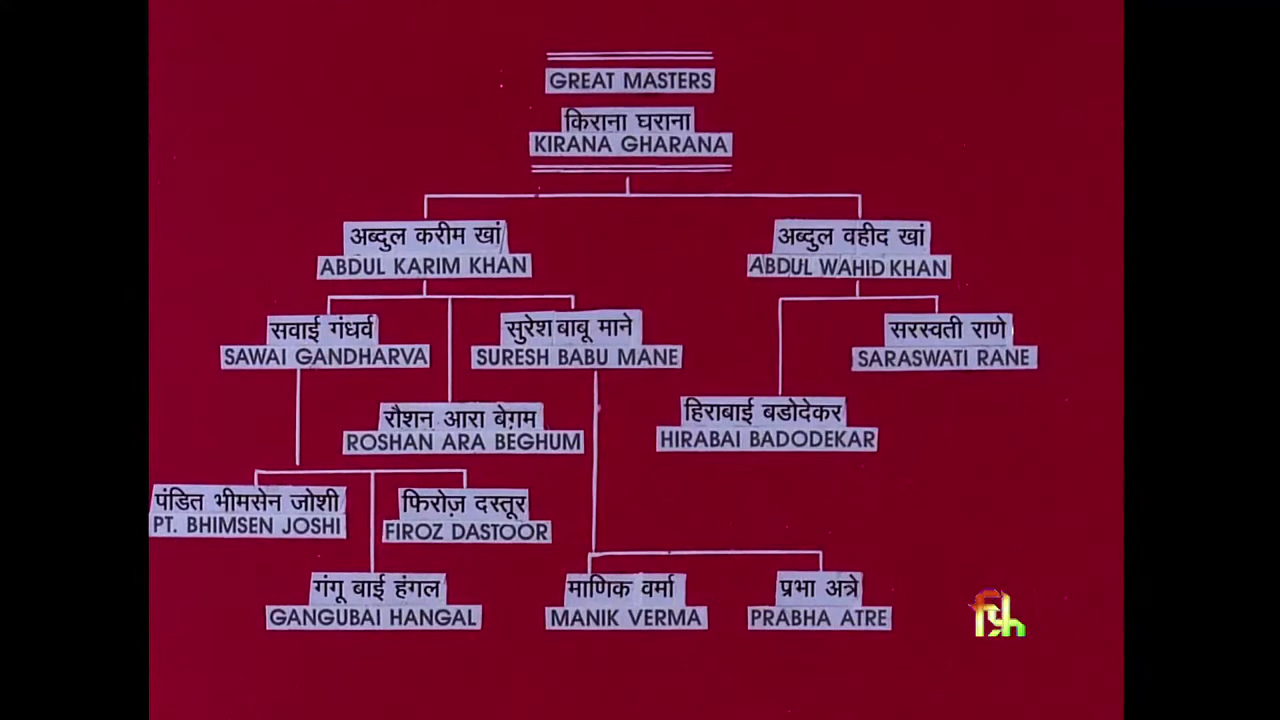 GREAT MASTERS
किराना घराना
KIRANA GHARANA
अब्दुल करीम खां
ABDUL KARIM KHAN
अब्दुल वहीद खां
ABDUL WAHID KHAN
सवाई गंधर्व
SAWAI GANDHARVA
सुरेश बाबू माने
SURESH BABU MANE
सरस्वती राणे
SARASWATI RANE
रौशन आरा बेग़म
ROSHAN ARA BEGHUM
हिराबाई बडोदेकर
HIRABAI BADODEKAR
पंडित भीमसेन जोशी
PT. BHIMSEN JOSHI
फिरोज़ दस्तूर
FIROZ DASTOOR
गंगू बाई हंगल
GANGUBAI HANGAL
माणिक वर्मा
MANIK VERMA
प्रभा अत्रे
PRABHA ATRE